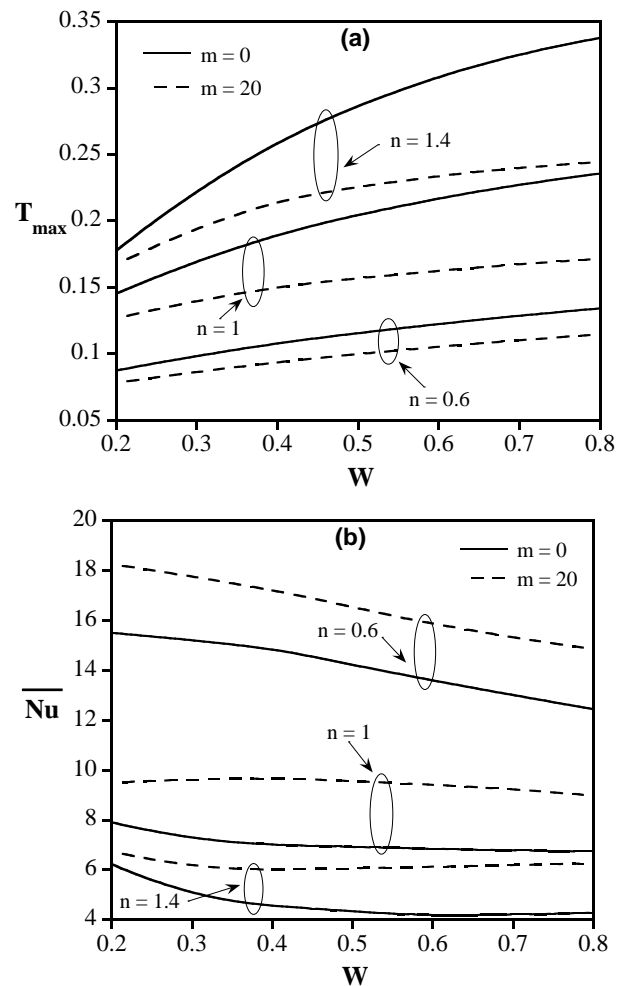 (a)
m = 0
m = 20
0.35
0.3
0.25
0.2
0.15
0.1
0.05
T max
n = 1.4
n = 1
n = 0.6
0.2 0.3 0.4 0.5 0.6 0.7 0.8
W
(b)
m = 0
m = 20
20
18
16
14
12
10
8
6
4
Nu
n = 0.6
n = 1
n = 1.4
0.2 0.3 0.4 0.5 0.6 0.7 0.8
W